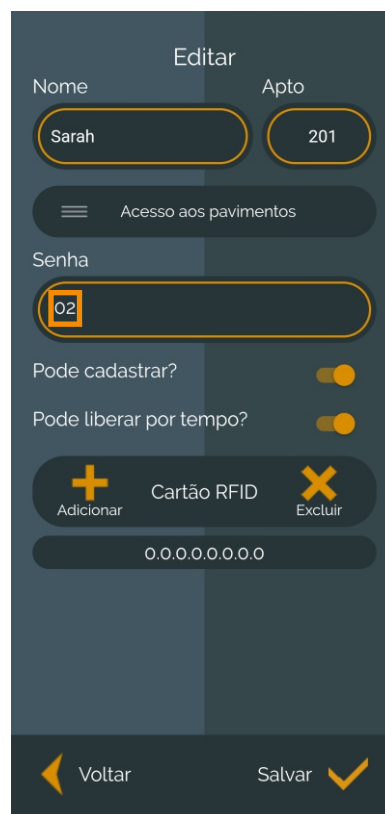 Editar
Nome Apto
Sarah 201
Acesso aos pavimentos
Senha
02
Pode cadastrar?
Pode liberar por tempo?
Cartão RFID
Adicionar Excluir
0.0.0.0.0.0.0.0
Voltar Salvar